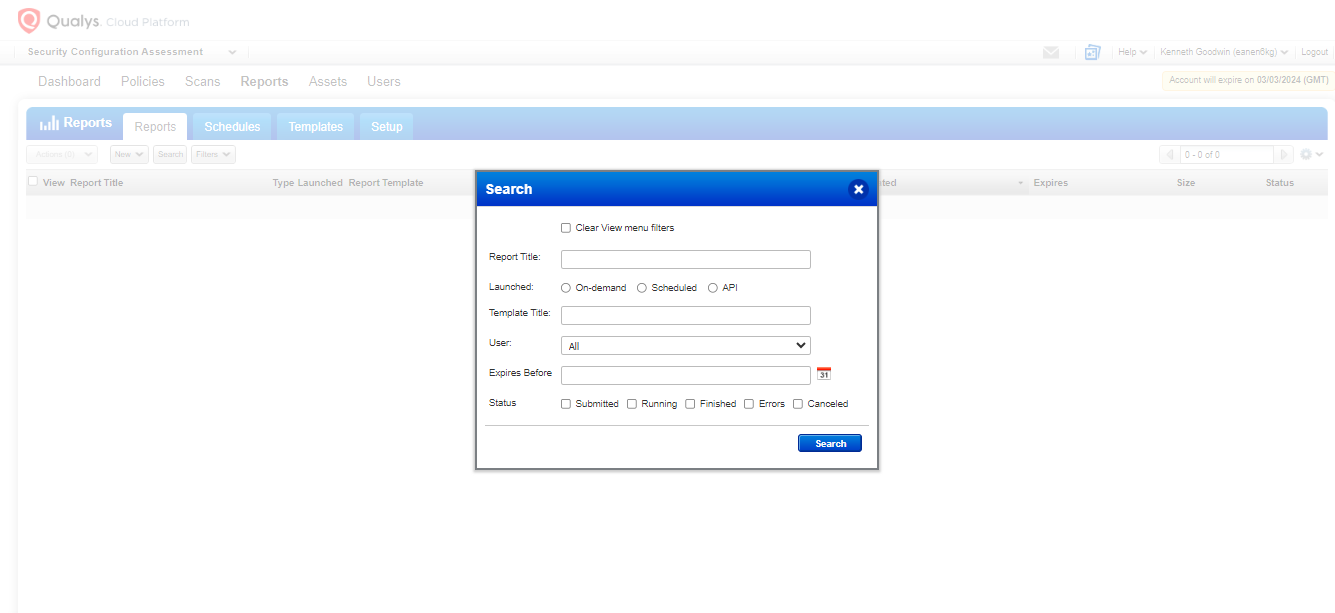 Qualys. Cloud Platform
Security Configuration Assessment
Help Kenneth Goodwin (eanen6kg) Logout
Dashboard Policies Scans Reports Assets Users
Account will expire on 03/03/2024 (GMT)
Reports Reports Schedules Templates Setup
Actions (0) New Search Filters 0 - 0 of 0
View Report Title Type Launched Report Template Expires Size Status
Search
Clear View menu filters
Report Title:
Launched: On-demand Scheduled API
Template Title:
User: All
Expires Before 31
Status Submitted Running Finished Errors Canceled
Search